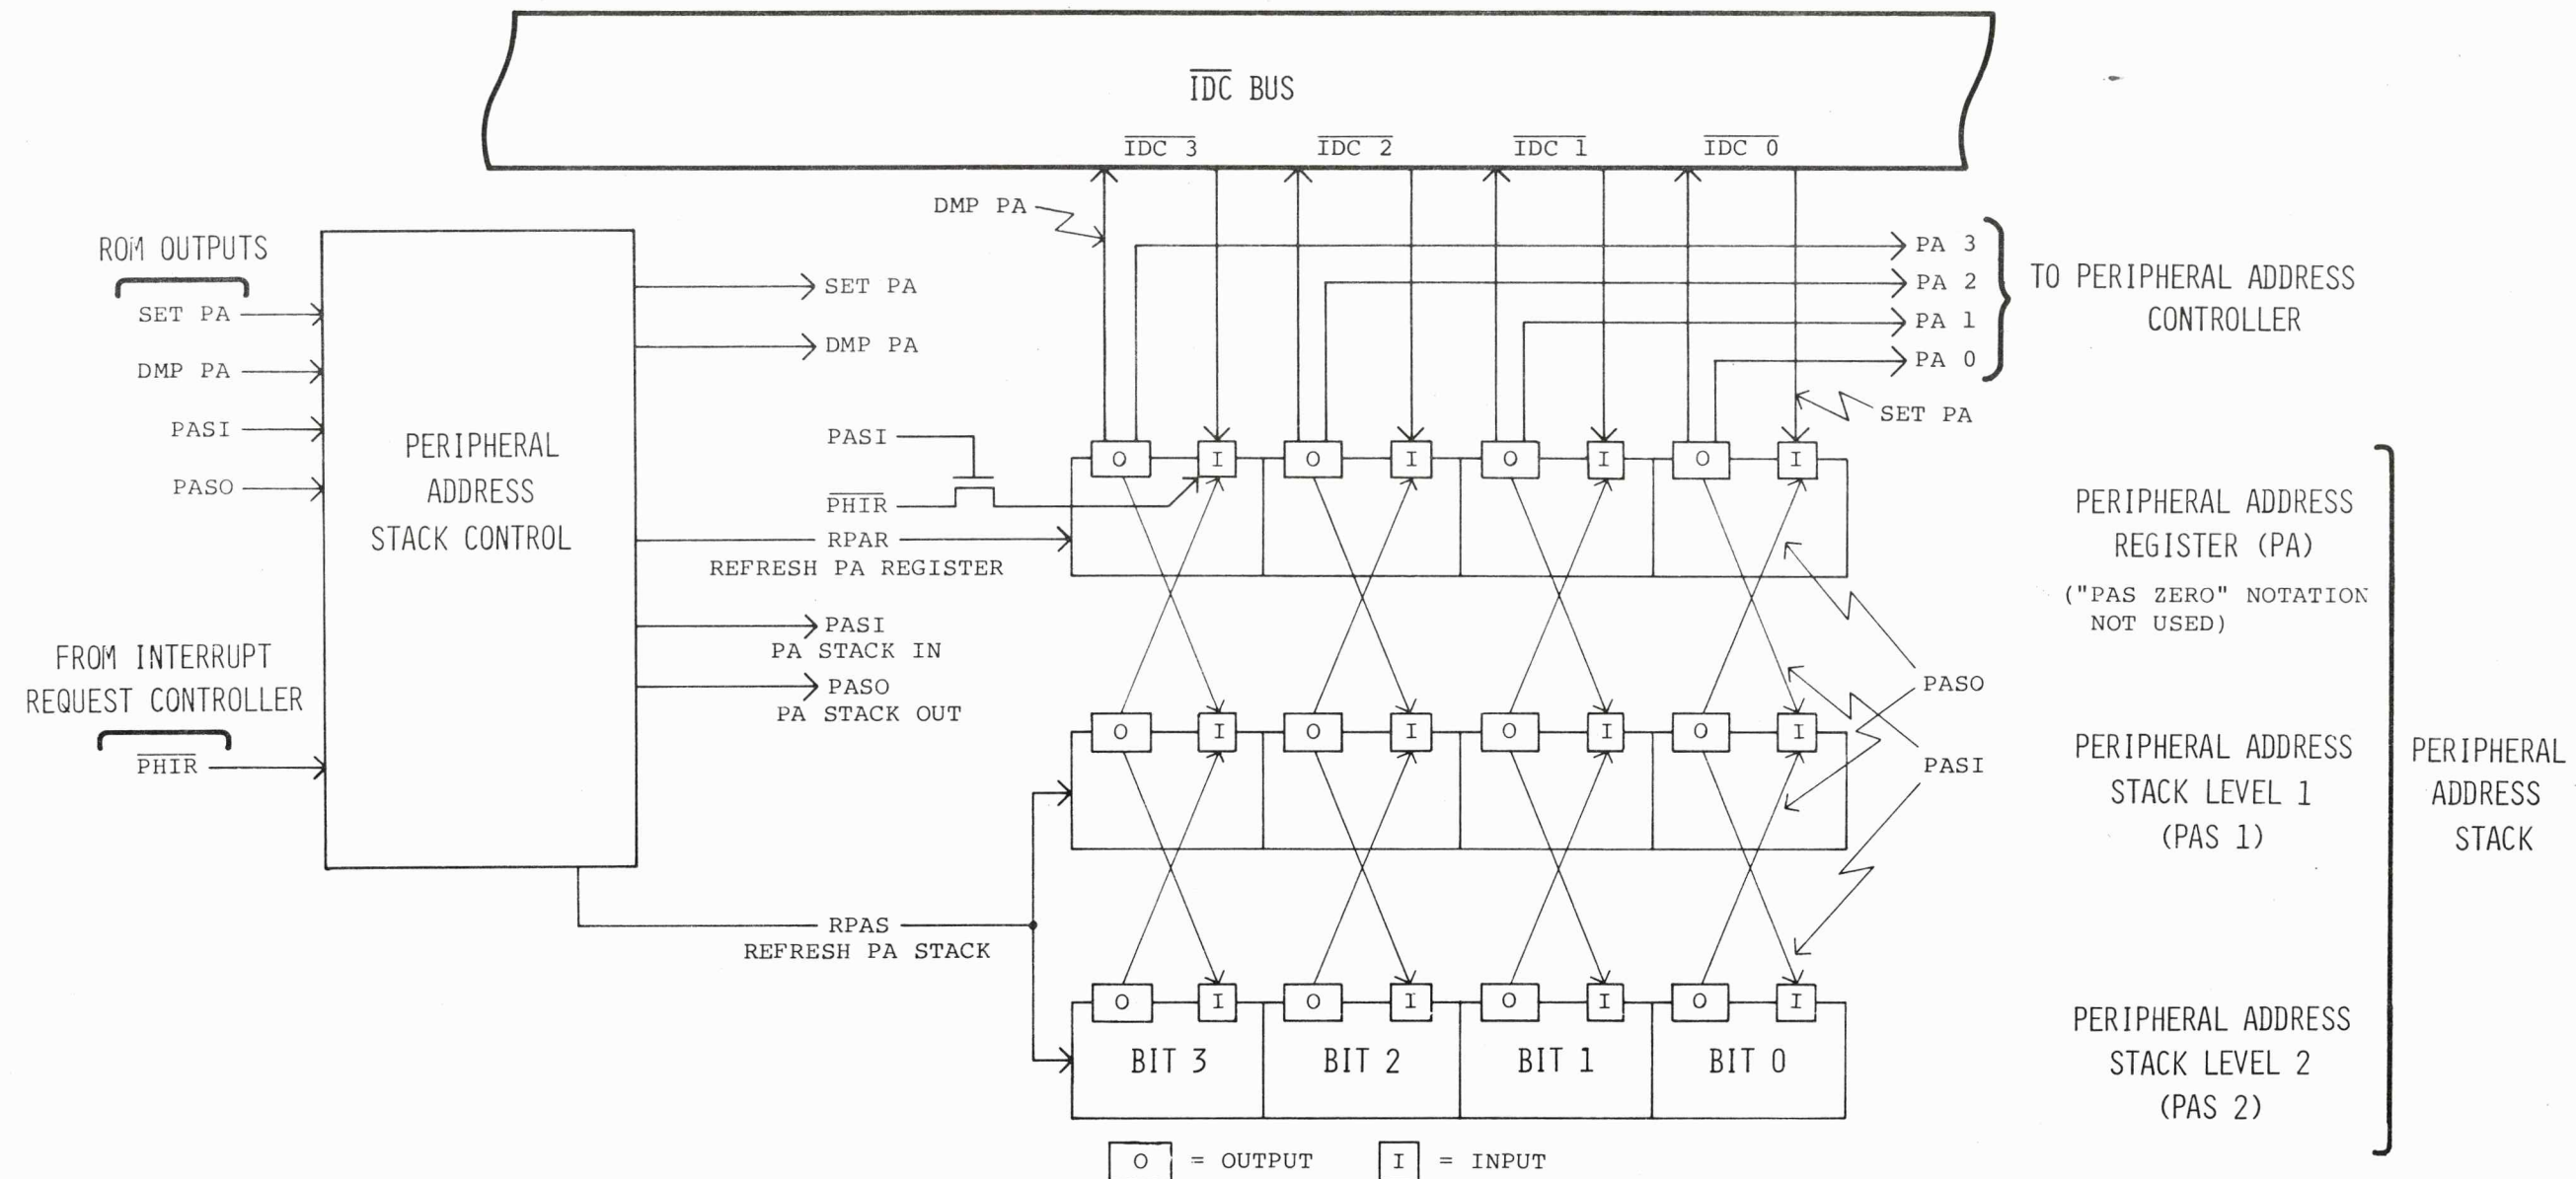 IDC BUS
IDC 3
IDC 2
IDC 1
IDC 0
DMP PA
PA 3
PA 2
PA 1
PA 0
TO PERIPHERAL ADDRESS
CONTROLLER
SET PA
ROM OUTPUTS
SET PA
DMP PA
PASI
PASO
FROM INTERRUPT
REQUEST CONTROLLER
PHIR
PERIPHERAL
ADDRESS
STACK CONTROL
SET PA
DMP PA
PASI
PHIR
RPAR
REFRESH PA REGISTER
PASI
PA STACK IN
PASO
PA STACK OUT
RPAS
REFRESH PA STACK
O I O I O I O I
O I O I O I O I
O I O I O I O I
BIT 3
BIT 2
BIT 1
BIT 0
PASO
PASI
PERIPHERAL ADDRESS
REGISTER (PA)
("PAS ZERO" NOTATION
NOT USED)
PERIPHERAL ADDRESS
STACK LEVEL 1
(PAS 1)
PERIPHERAL ADDRESS
STACK LEVEL 2
(PAS 2)
PERIPHERAL
ADDRESS
STACK
O = OUTPUT
I = INPUT